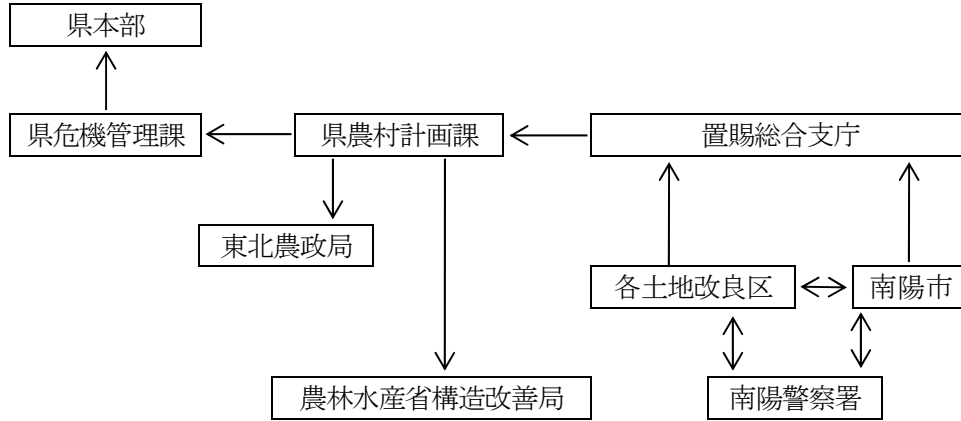 県本部
県危機管理課
県農村計画課
置賜総合支庁
東北農政局
各土地改良区
南陽市
農林水産省構造改善局
南陽警察署